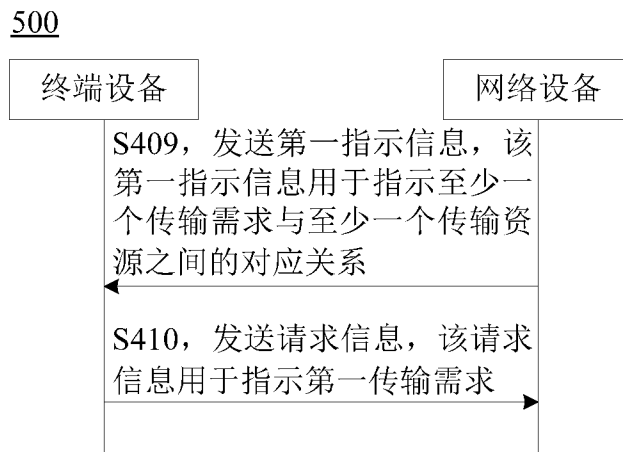 500
终端设备
网络设备
S409，发送第一指示信息，该
第一指示信息用于指示至少一
个传输需求与至少一个传输资
源之间的对应关系
S410，发送请求信息，该请求
信息用于指示第一传输需求